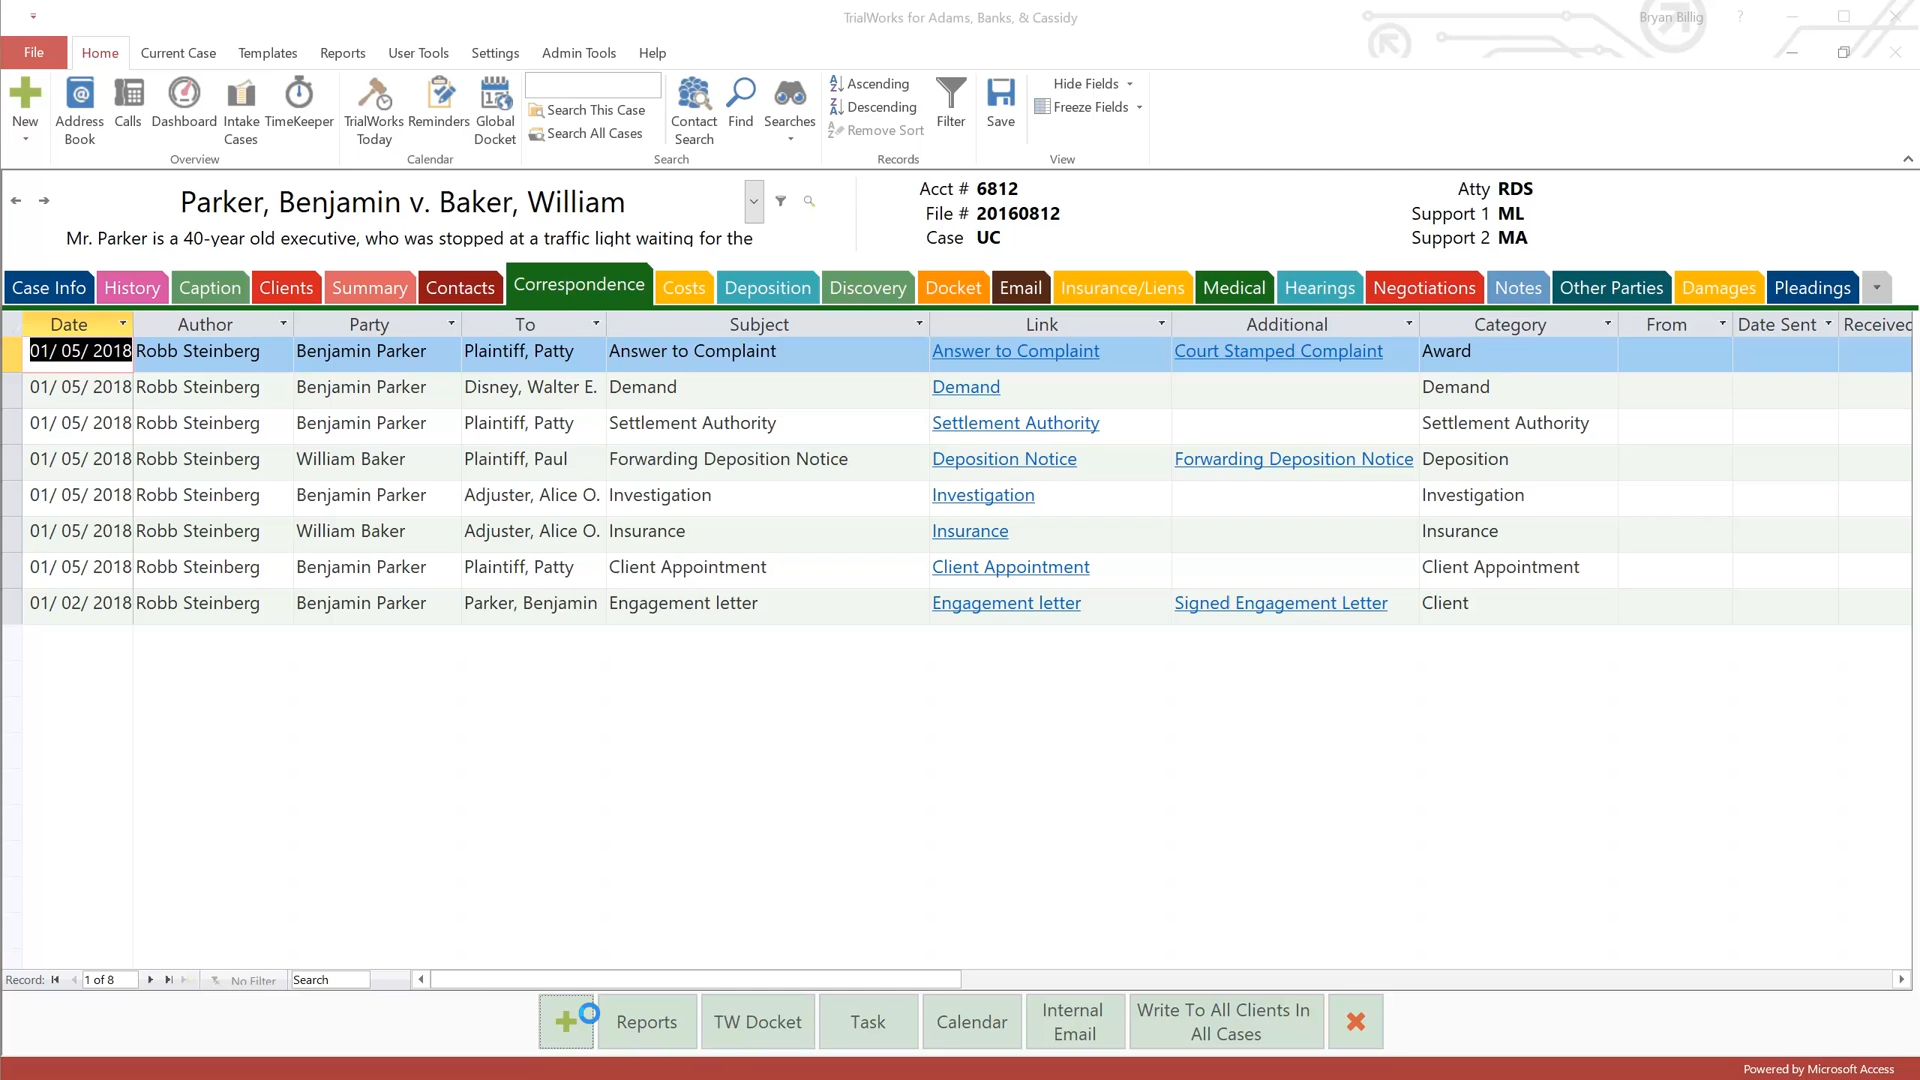 TrialWorks for Adams, Banks, & Cassidy
Bryan Billig
?
File Home Current Case Templates Reports User Tools Settings Admin Tools Help
New
Address Book
Calls
Dashboard
Intake Cases
TimeKeeper
Overview
TrialWorks Today
Reminders
Global Docket
Calendar
Search This Case
Search All Cases
Contact Search
Find
Searches
Search
Ascending
Descending
Remove Sort
Filter
Records
Save
Hide Fields
Freeze Fields
View
Parker, Benjamin v. Baker, William
Mr. Parker is a 40-year old executive, who was stopped at a traffic light waiting for the
Acct # 6812
File # 20160812
Case UC
Atty RDS
Support 1 ML
Support 2 MA
Case Info History Caption Clients Summary Contacts Correspondence Costs Deposition Discovery Docket Email Insurance/Liens Medical Hearings Negotiations Notes Other Parties Damages Pleadings
Date Author Party To Subject Link Additional Category From Date Sent Received
01/ 05/ 2018 Robb Steinberg Benjamin Parker Plaintiff, Patty Answer to Complaint Answer to Complaint Court Stamped Complaint Award
01/ 05/ 2018 Robb Steinberg Benjamin Parker Disney, Walter E. Demand Demand Demand
01/ 05/ 2018 Robb Steinberg Benjamin Parker Plaintiff, Patty Settlement Authority Settlement Authority Settlement Authority
01/ 05/ 2018 Robb Steinberg William Baker Plaintiff, Paul Forwarding Deposition Notice Deposition Notice Forwarding Deposition Notice Deposition
01/ 05/ 2018 Robb Steinberg Benjamin Parker Adjuster, Alice O. Investigation Investigation Investigation
01/ 05/ 2018 Robb Steinberg William Baker Adjuster, Alice O. Insurance Insurance Insurance
01/ 05/ 2018 Robb Steinberg Benjamin Parker Plaintiff, Patty Client Appointment Client Appointment Client Appointment
01/ 02/ 2018 Robb Steinberg Benjamin Parker Parker, Benjamin Engagement letter Engagement letter Signed Engagement Letter Client
Record: 1 of 8 No Filter Search
Reports
TW Docket
Task
Calendar
Internal
Email
Write To All Clients In
All Cases
Powered by Microsoft Access